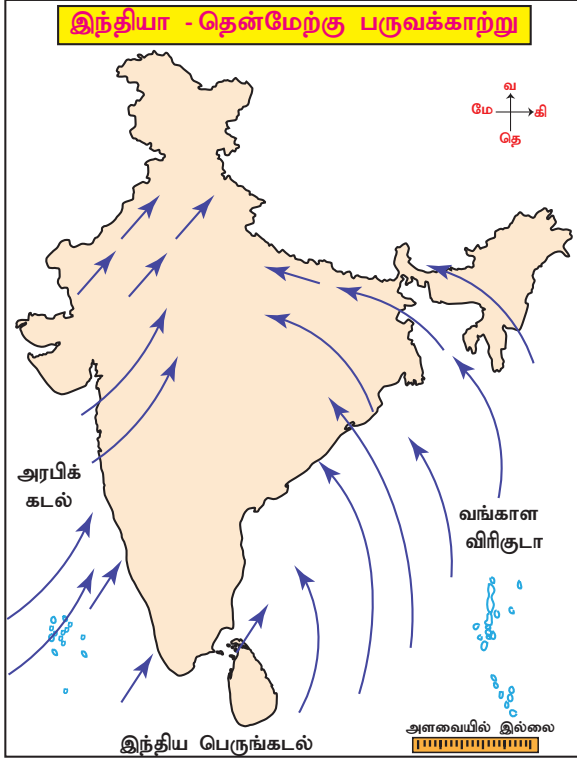 இந்தியா - தென்மேற்கு பருவக்காற்று
வ
மே கி
தெ
அரபிக்
கடல்
வங்காள
விரிகுடா
இந்திய பெருங்கடல்
அளவையில் இல்லை